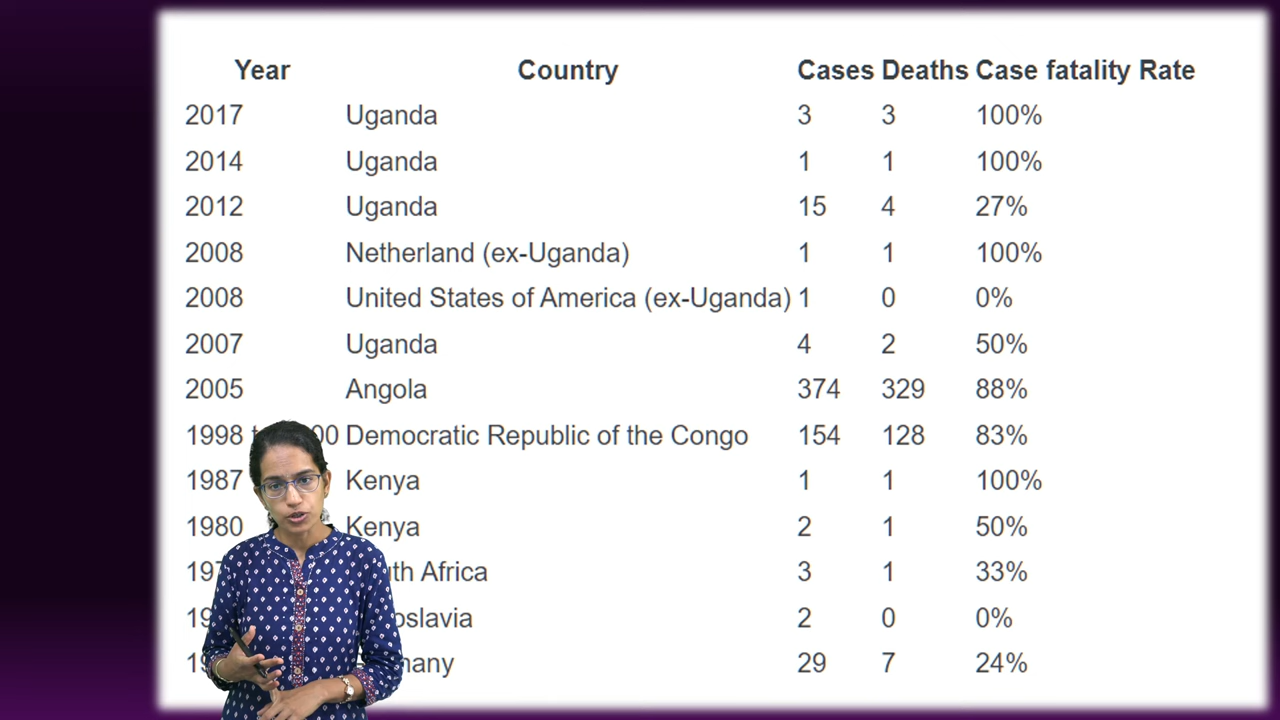 Year Country Cases Deaths Case fatality Rate
2017 Uganda 3 3 100%
2014 Uganda 1 1 100%
2012 Uganda 15 4 27%
2008 Netherland (ex-Uganda) 1 1 100%
2008 United States of America (ex-Uganda) 1 0 0%
2007 Uganda 4 2 50%
2005 Angola 374 329 88%
1998 Democratic Republic of the Congo 154 128 83%
1987 Kenya 1 1 100%
1980 Kenya 2 1 50%
Africa 3 1 33%
2 0 0%
29 7 24%